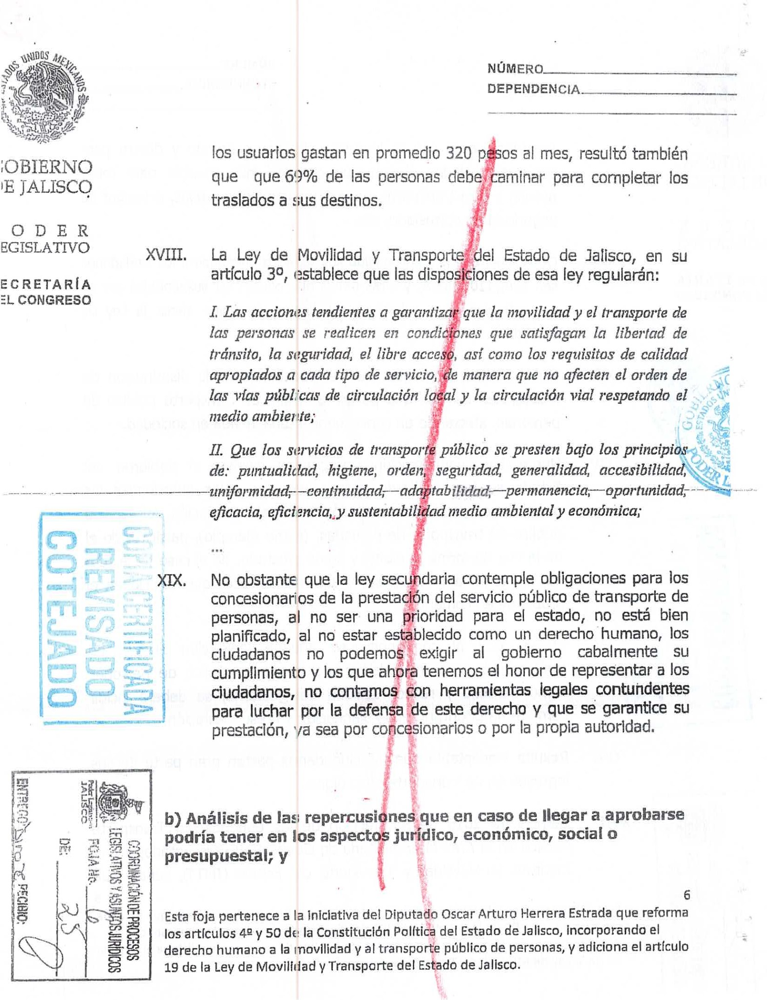 ESTADOS UNIDOS MEXICANOS
NÚMERO
DEPENDENCIA
OBIERNO
E JALISCO
ODER
EGISLATIVO
ECRETARÍA
EL CONGRESO
los usuarios gastan en promedio 320 pesos al mes, resultó también
que que 69% de las personas debe caminar para completar los
traslados a sus destinos.
XVIII. La Ley de Movilidad y Transporte del Estado de Jalisco, en su
artículo 3º, establece que las disposiciones de esa ley regularán:
I. Las acciones tendientes a garantizar que la movilidad y el transporte de
las personas se realicen en condiciones que satisfagan la libertad de
tránsito, la seguridad, el libre acceso, así como los requisitos de calidad
apropiados a cada tipo de servicio, de manera que no afecten el orden de
las vías públicas de circulación local y la circulación vial respetando el
medio ambiente;
II. Que los servicios de transporte público se presten bajo los principios
de: puntualidad, higiene, orden, seguridad, generalidad, accesibilidad,
uniformidad, continuidad, adaptabilidad, permanencia, oportunidad,
eficacia, eficiencia, y sustentabilidad medio ambiental y económica;
...
GOBIERNO
ESTADOS UN
PODER L
COPIA CERTIFICADA
REVISADO
COTEJADO
XIX. No obstante que la ley secundaria contemple obligaciones para los
concesionarios de la prestación del servicio público de transporte de
personas, al no ser una prioridad para el estado, no está bien
planificado, al no estar establecido como un derecho humano, los
ciudadanos no podemos exigir al gobierno cabalmente su
cumplimiento y los que ahora tenemos el honor de representar a los
ciudadanos, no contamos con herramientas legales contundentes
para luchar por la defensa de este derecho y que se garantice su
prestación, ya sea por concesionarios o por la propia autoridad.
b) Análisis de las repercusiones que en caso de llegar a aprobarse
podría tener en los aspectos jurídico, económico, social o
presupuestal; y
Poder Legislativo
JALISCO
COORDINACIÓN DE PROCESOS
LEGISLATIVOS Y ASUNTOS JURÍDICOS
FOJA No. 6
DE: 25
ENTREGO
RECIBIO:
6
Esta foja pertenece a la iniciativa del Diputado Oscar Arturo Herrera Estrada que reforma
los artículos 4º y 50 de la Constitución Política del Estado de Jalisco, incorporando el
derecho humano a la movilidad y al transporte público de personas, y adiciona el artículo
19 de la Ley de Movilidad y Transporte del Estado de Jalisco.